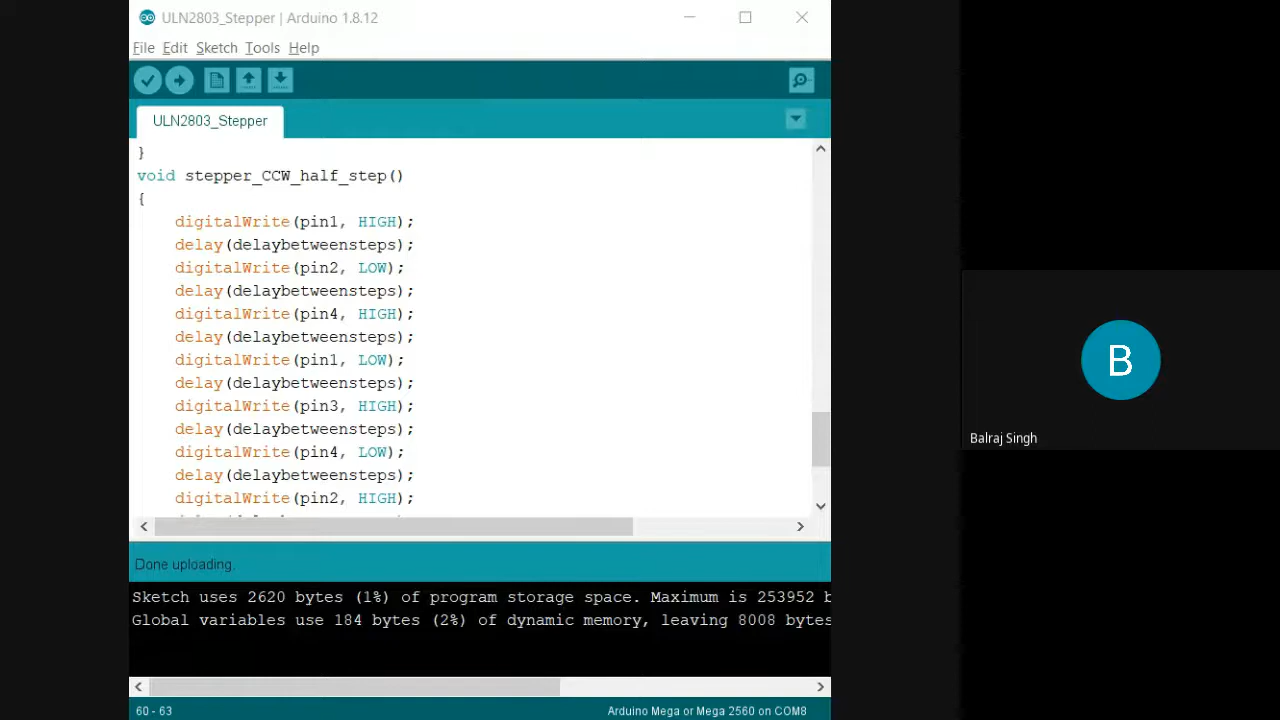 ULN2803_Stepper | Arduino 1.8.12
File Edit Sketch Tools Help
ULN2803_Stepper
}
void stepper_CCW_half_step()
{
digitalWrite(pin1, HIGH);
delay(delaybetweensteps);
digitalWrite(pin2, LOW);
delay(delaybetweensteps);
digitalWrite(pin4, HIGH);
delay(delaybetweensteps);
digitalWrite(pin1, LOW);
delay(delaybetweensteps);
digitalWrite(pin3, HIGH);
delay(delaybetweensteps);
digitalWrite(pin4, LOW);
delay(delaybetweensteps);
digitalWrite(pin2, HIGH);
Done uploading.
Sketch uses 2620 bytes (1%) of program storage space. Maximum is 253952 b
Global variables use 184 bytes (2%) of dynamic memory, leaving 8008 bytes
60 - 63
Arduino Mega or Mega 2560 on COM8
B
Balraj Singh